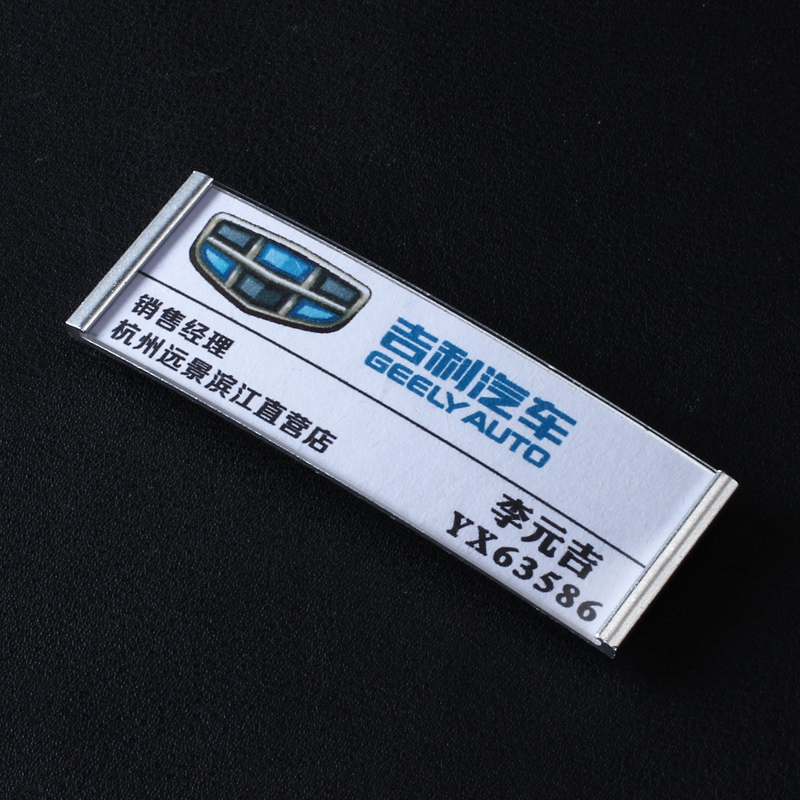 吉利汽车
GEELY AUTO
销售经理
杭州远景滨江直营店
李元吉
YX63586